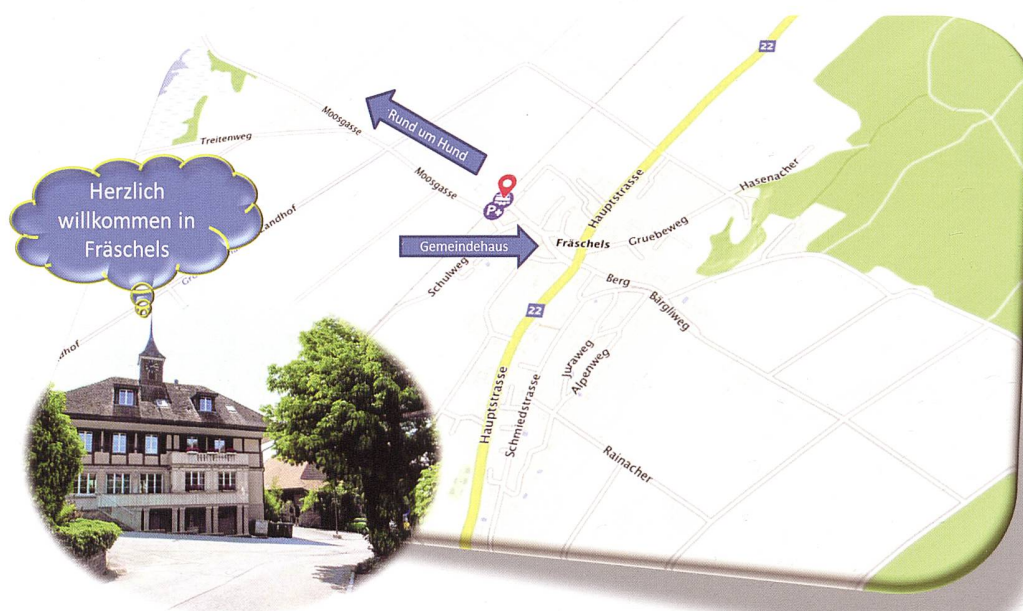 22
Rund um Hund
Moosgasse
Treitenweg
Moosgasse
Hasenacher
Hauptstrasse
Herzlich
willkommen in
Fräschels
P+
Gemeindehaus
Fräschels
Gruebeweg
Schulweg
Berg
Bärgliweg
22
Juraweg
Alpenweg
Hauptstrasse
Schmiedstrasse
Rainacher